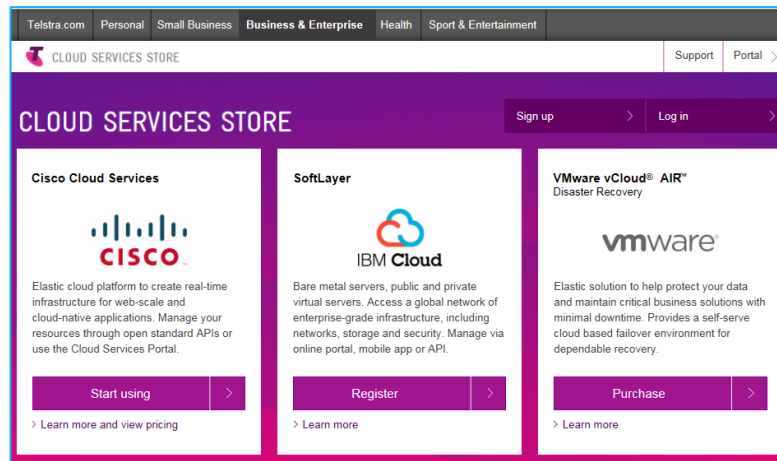 Telstra.com Personal Small Business Business & Enterprise Health Sport & Entertainment
T CLOUD SERVICES STORE Support Portal
CLOUD SERVICES STORE Sign up Log in
Cisco Cloud Services
CISCO
Elastic cloud platform to create real-time
infrastructure for web-scale and
cloud-native applications. Manage your
resources through open standard APIs or
use the Cloud Services Portal.
Start using
> Learn more and view pricing
SoftLayer
IBM Cloud
Bare metal servers, public and private
virtual servers. Access a global network of
enterprise-grade infrastructure, including
networks, storage and security. Manage via
online portal, mobile app or API.
Register
> Learn more
VMware vCloud® AIR™
Disaster Recovery
vmware®
Elastic solution to help protect your data
and maintain critical business solutions with
minimal downtime. Provides a self-serve
cloud based failover environment for
dependable recovery.
Purchase
> Learn more